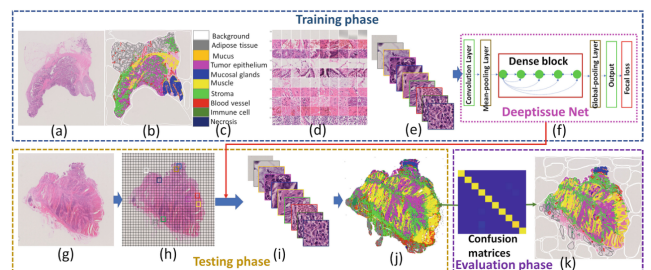 Training phase
Background
Adipose tissue
Mucus
Tumor epithelium
Mucosal glands
Muscle
Stroma
Blood vessel
Immune cell
Necrosis
(a)
(b)
(c)
(d)
(e)
Convolution Layer
Mean-pooling Layer
Dense block
Global-pooling Layer
Output
Focal loss
Deeptissue Net
(f)
(g)
(h)
(i)
(j)
Testing phase
Confusion
matrices
(k)
Evaluation phase